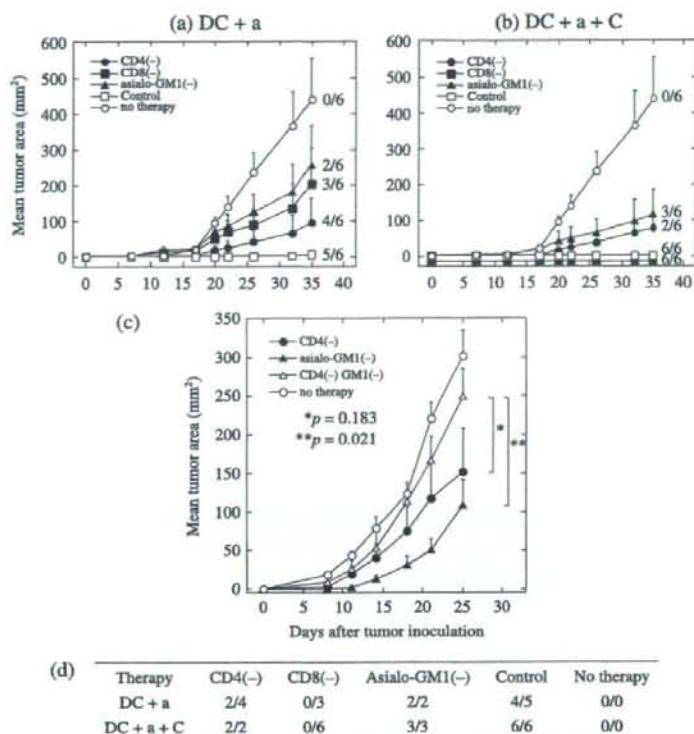 (a) DC + a
Mean tumor area (mm²)
600
500
400
300
200
100
0
CD4(–)
CD8(–)
asialo-GM1(–)
Control
no therapy
0/6
2/6
3/6
4/6
5/6
0 5 10 15 20 25 30 35 40
(b) DC + a + C
600
500
400
300
200
100
0
CD4(–)
CD8(–)
asialo-GM1(–)
Control
no therapy
0/6
3/6
2/6
6/6
6/6
0 5 10 15 20 25 30 35 40
(c)
Mean tumor area (mm²)
350
300
250
200
150
100
50
0
CD4(–)
asialo-GM1(–)
CD4(–) GM1(–)
no therapy
*p = 0.183
**p = 0.021
*
**
0 5 10 15 20 25 30
Days after tumor inoculation
(d)
Therapy CD4(–) CD8(–) Asialo-GM1(–) Control No therapy
DC + a 2/4 0/3 2/2 4/5 0/0
DC + a + C 2/2 0/6 3/3 6/6 0/0